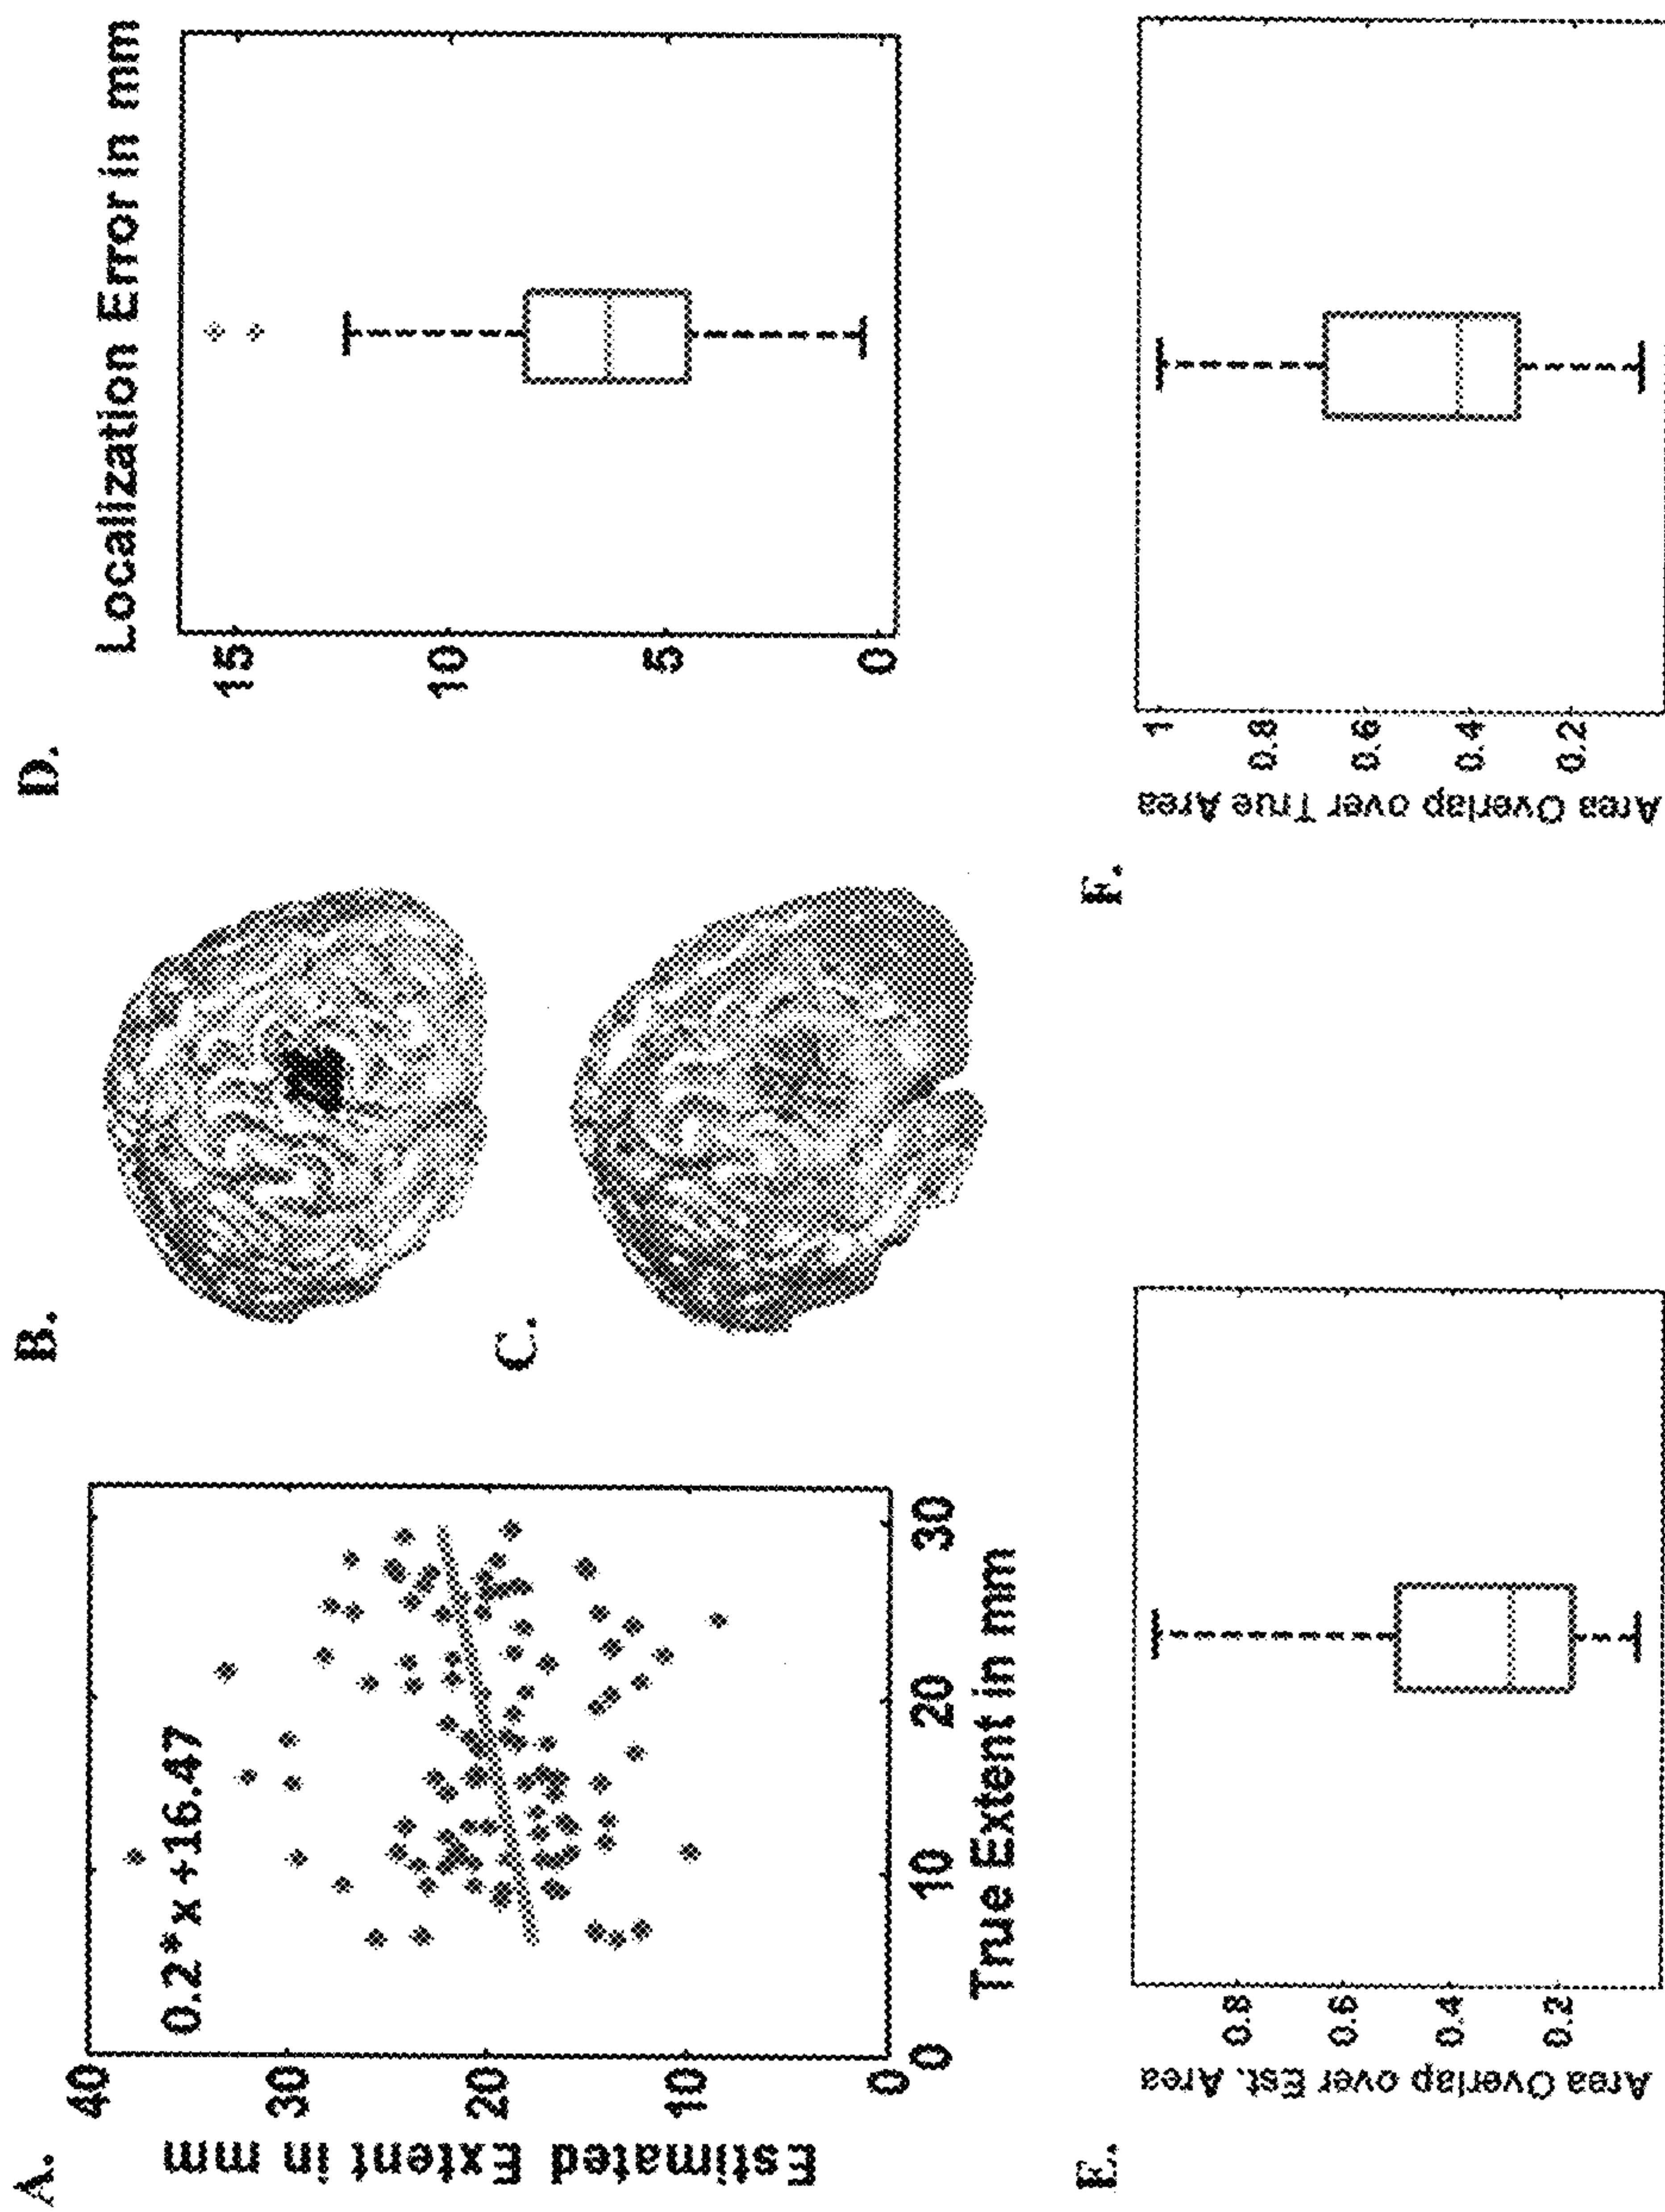 A.
Estimated Extent in mm
40
30
20
10
0
0.2*x+16.47
0
10
20
30
True Extent in mm
B.
C.
D.
Localization Error in mm
15
10
5
0
E.
Area Overlap over Est. Area
0.8
0.6
0.4
0.2
F.
Area Overlap over True Area
1
0.8
0.6
0.4
0.2